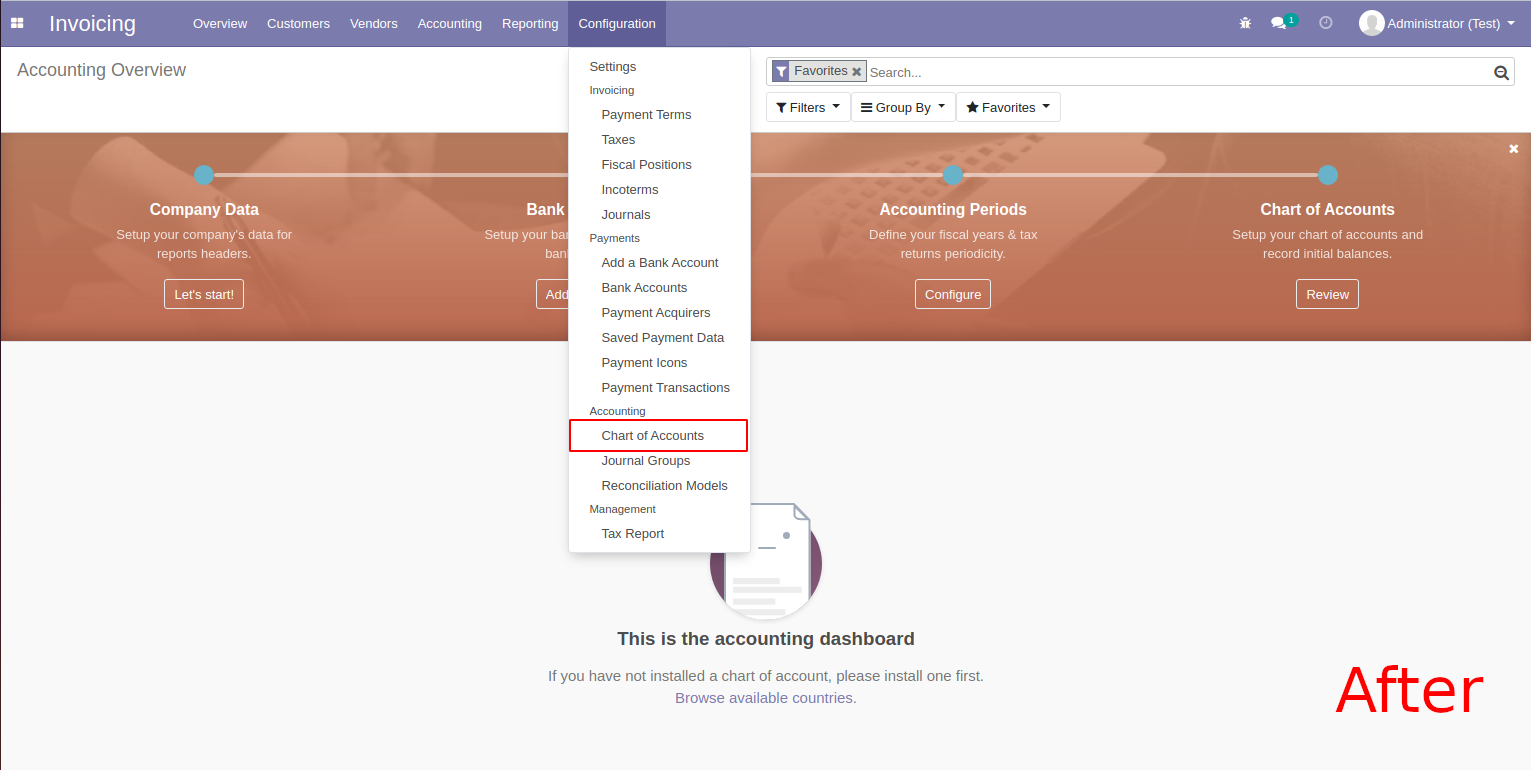 Invoicing
Overview
Customers
Vendors
Accounting
Reporting
Configuration
1
Administrator (Test)
Accounting Overview
Favorites
Search...
Filters
Group By
Favorites
Settings
Invoicing
Payment Terms
Taxes
Fiscal Positions
Incoterms
Journals
Payments
Add a Bank Account
Bank Accounts
Payment Acquirers
Saved Payment Data
Payment Icons
Payment Transactions
Accounting
Chart of Accounts
Journal Groups
Reconciliation Models
Management
Tax Report
Company Data
Setup your company's data for
reports headers.
Let's start!
Bank
Setup your
Add
Accounting Periods
Define your fiscal years & tax
returns periodicity.
Configure
Chart of Accounts
Setup your chart of accounts and
record initial balances.
Review
This is the accounting dashboard
If you have not installed a chart of account, please install one first.
Browse available countries.
After